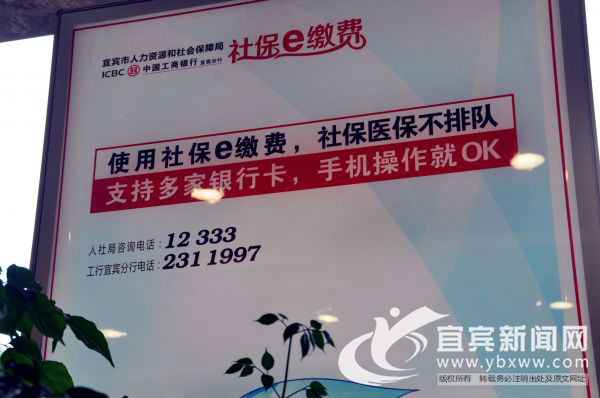 宜宾市人力资源和社会保障局
ICBC 中国工商银行 宜宾分行
社保e缴费
使用社保e缴费，社保医保不排队
支持多家银行卡，手机操作就OK
人社局咨询电话：12 333
工行宜宾分行电话：231 1997
宜宾新闻网
www.ybxww.com
版权所有 转载务必注明出处及原文网址